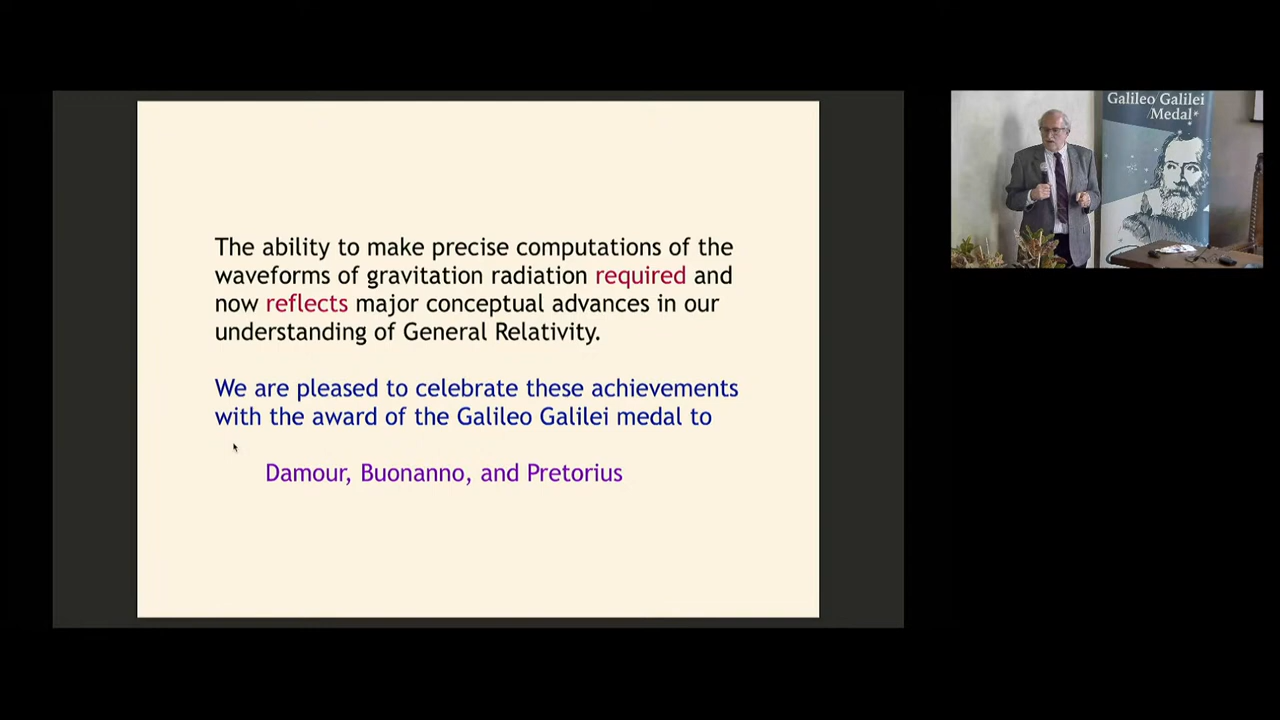 The ability to make precise computations of the
waveforms of gravitation radiation required and
now reflects major conceptual advances in our
understanding of General Relativity.
We are pleased to celebrate these achievements
with the award of the Galileo Galilei medal to
Damour, Buonanno, and Pretorius
Galileo Galilei
Medal